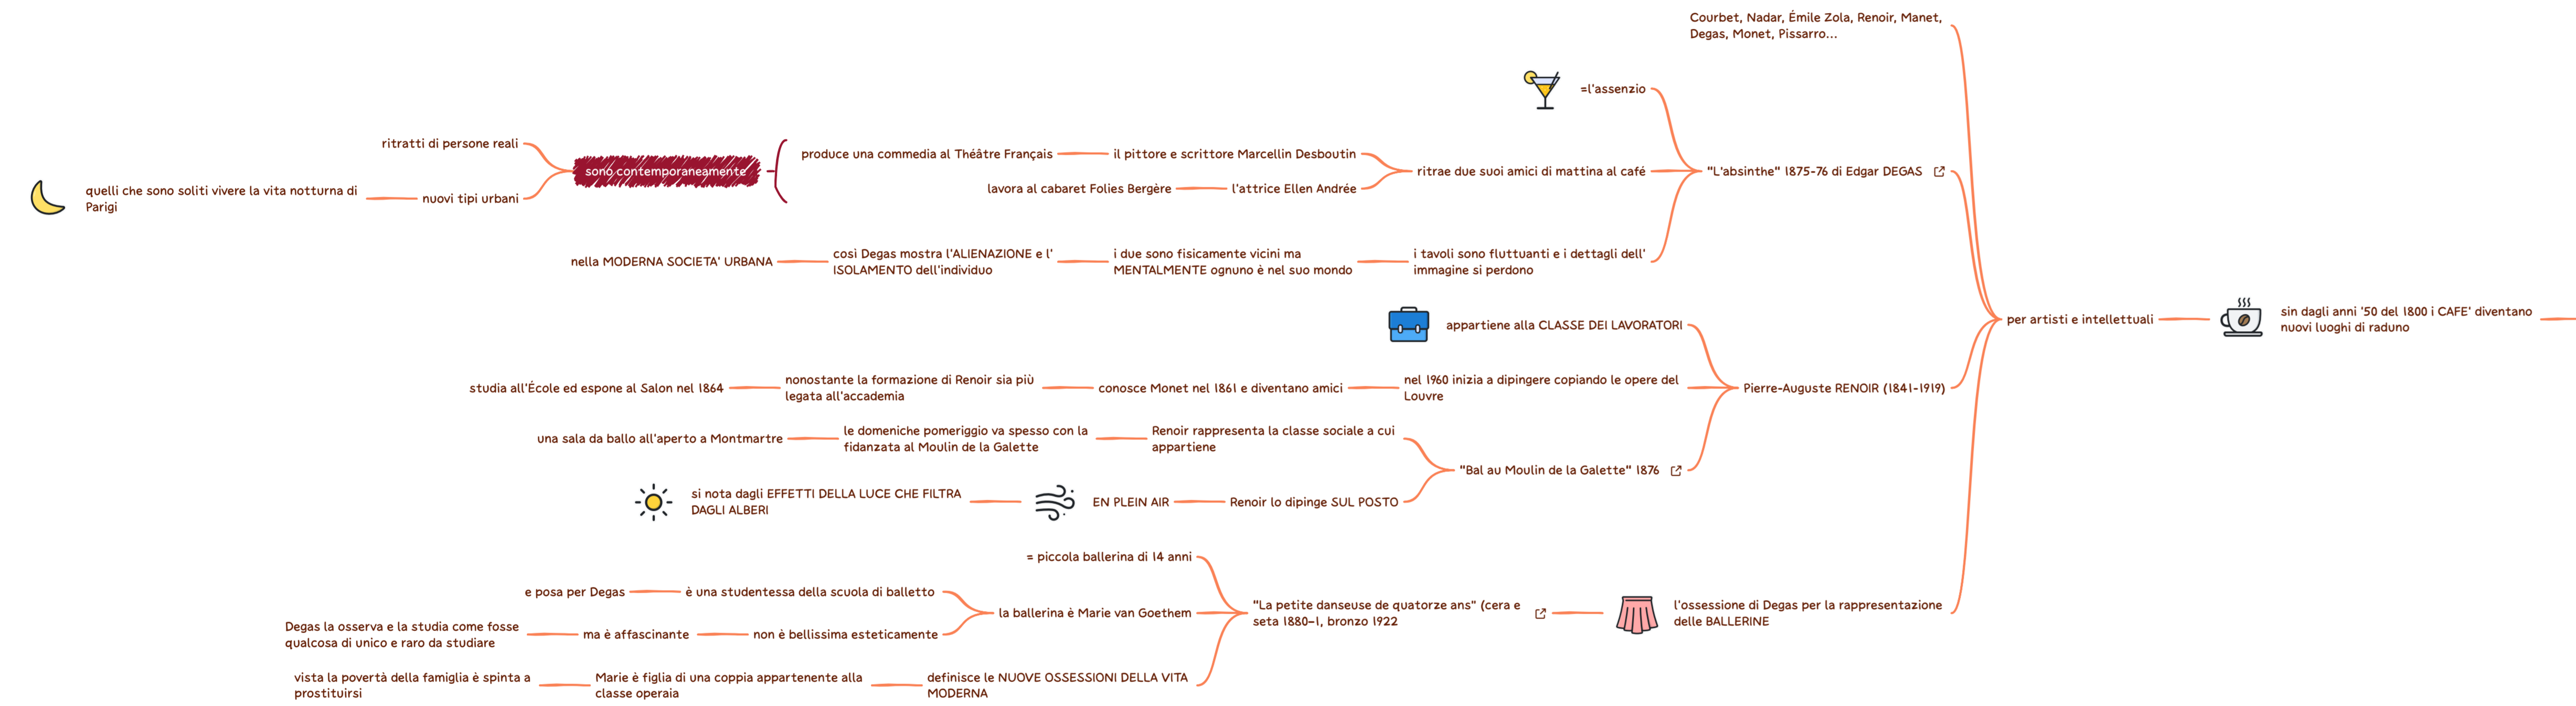 sin dagli anni '50 del 1800 i CAFE' diventano
nuovi luoghi di raduno
per artisti e intellettuali
Courbet, Nadar, Émile Zola, Renoir, Manet,
Degas, Monet, Pissarro...
"L'absinthe" 1875-76 di Edgar DEGAS
=l'assenzio
ritrae due suoi amici di mattina al café
il pittore e scrittore Marcellin Desboutin
produce una commedia al Théâtre Français
l'attrice Ellen Andrée
lavora al cabaret Folies Bergère
sono contemporaneamente
ritratti di persone reali
nuovi tipi urbani
quelli che sono soliti vivere la vita notturna di
Parigi
i tavoli sono fluttuanti e i dettagli dell'
immagine si perdono
i due sono fisicamente vicini ma
MENTALMENTE ognuno è nel suo mondo
così Degas mostra l'ALIENAZIONE e l'
ISOLAMENTO dell'individuo
nella MODERNA SOCIETA' URBANA
Pierre-Auguste RENOIR (1841-1919)
appartiene alla CLASSE DEI LAVORATORI
nel 1960 inizia a dipingere copiando le opere del
Louvre
conosce Monet nel 1861 e diventano amici
nonostante la formazione di Renoir sia più
legata all'accademia
studia all'École ed espone al Salon nel 1864
"Bal au Moulin de la Galette" 1876
Renoir rappresenta la classe sociale a cui
appartiene
le domeniche pomeriggio va spesso con la
fidanzata al Moulin de la Galette
una sala da ballo all'aperto a Montmartre
Renoir lo dipinge SUL POSTO
EN PLEIN AIR
si nota dagli EFFETTI DELLA LUCE CHE FILTRA
DAGLI ALBERI
l'ossessione di Degas per la rappresentazione
delle BALLERINE
"La petite danseuse de quatorze ans" (cera e
seta 1880-1, bronzo 1922
= piccola ballerina di 14 anni
la ballerina è Marie van Goethem
è una studentessa della scuola di balletto
e posa per Degas
non è bellissima esteticamente
ma è affascinante
Degas la osserva e la studia come fosse
qualcosa di unico e raro da studiare
definisce le NUOVE OSSESSIONI DELLA VITA
MODERNA
Marie è figlia di una coppia appartenente alla
classe operaia
vista la povertà della famiglia è spinta a
prostituirsi